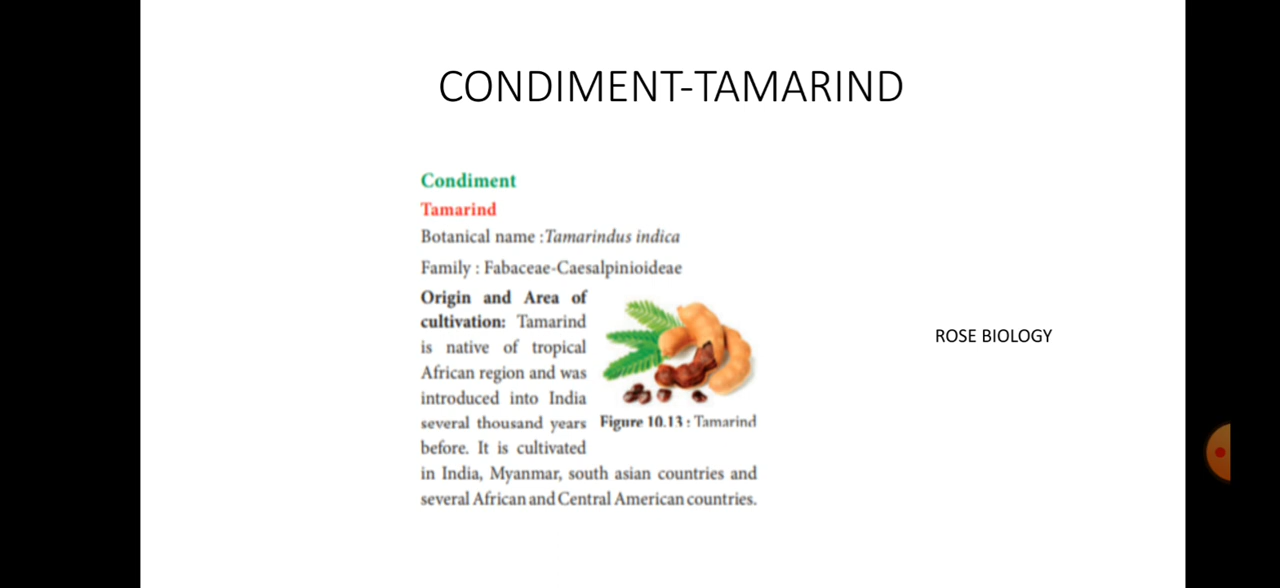 CONDIMENT-TAMARIND
Condiment
Tamarind
Botanical name :Tamarindus indica
Family : Fabaceae-Caesalpinioideae
Origin and Area of
cultivation: Tamarind
is native of tropical
African region and was
introduced into India
several thousand years
before. It is cultivated
in India, Myanmar, south asian countries and
several African and Central American countries.
Figure 10.13 : Tamarind
ROSE BIOLOGY